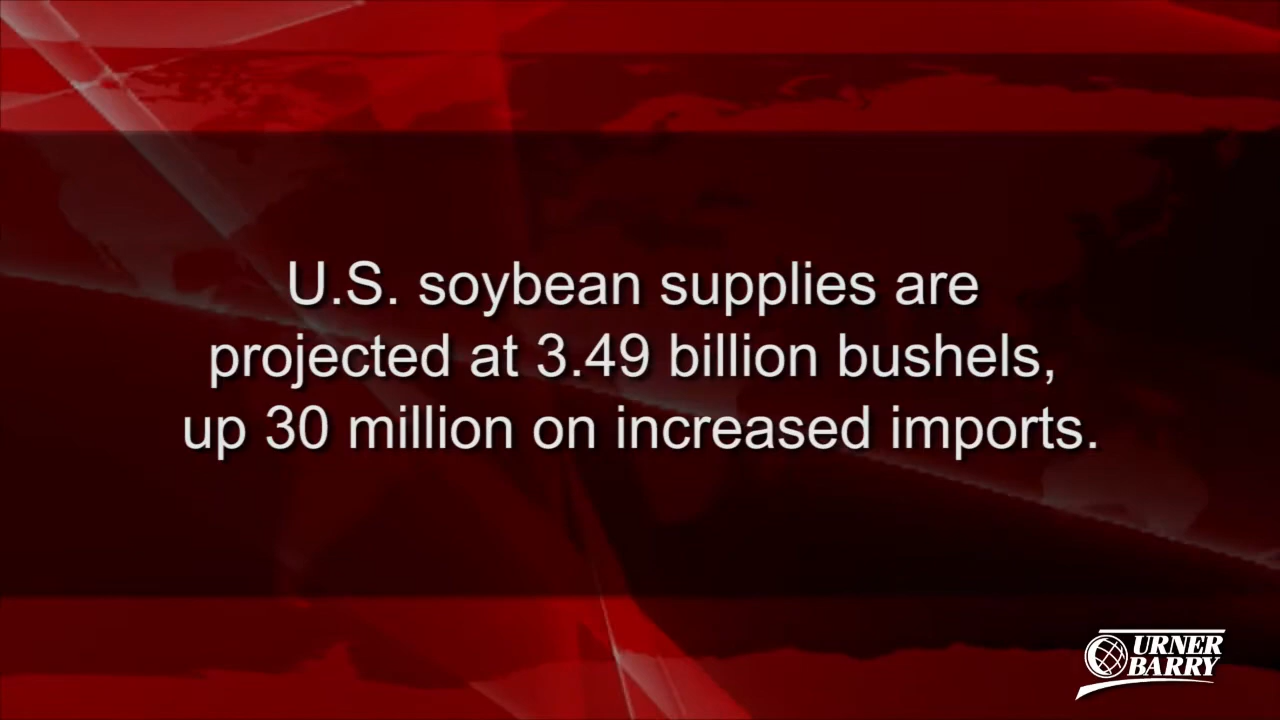 U.S. soybean supplies are
projected at 3.49 billion bushels,
up 30 million on increased imports.
URNER
BARRY